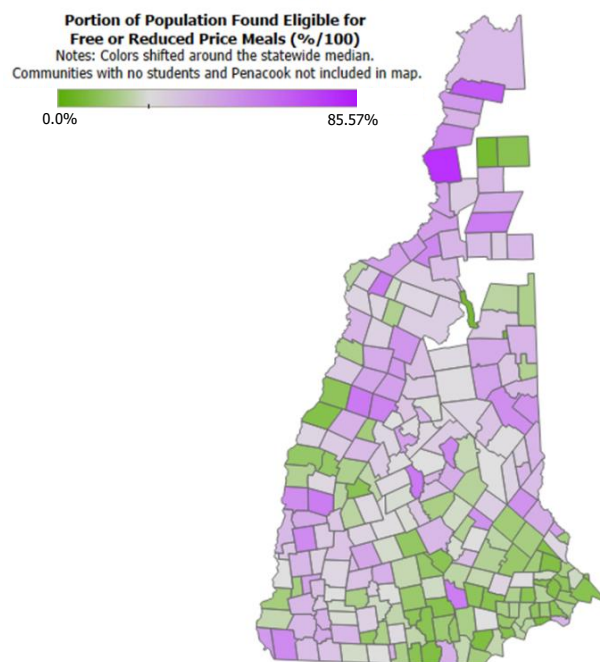 Portion of Population Found Eligible for
Free or Reduced Price Meals (%/100)
Notes: Colors shifted around the statewide median.
Communities with no students and Penacook not included in map.
0.0%
85.57%